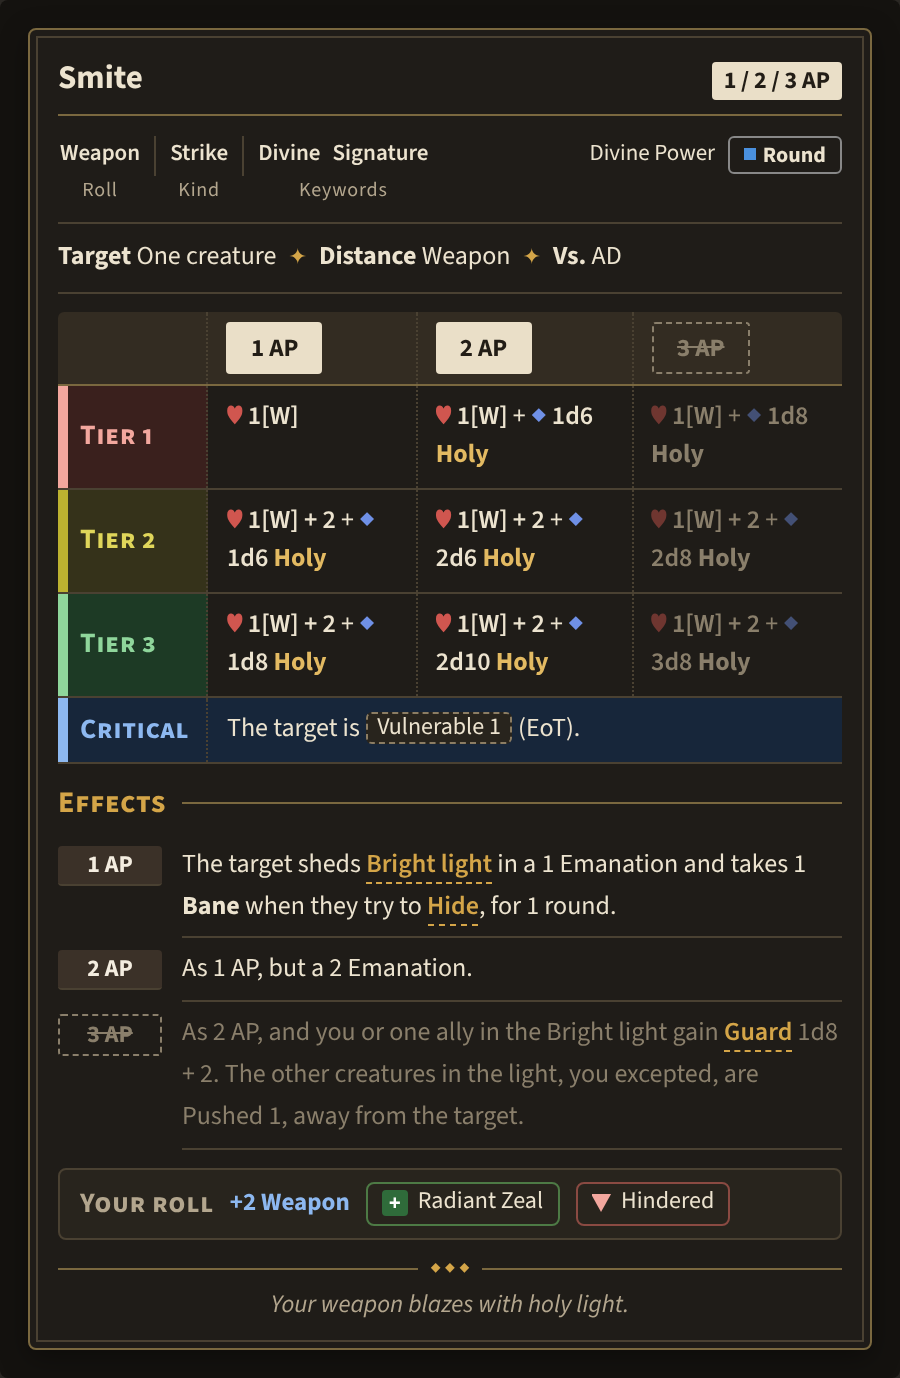 Smite
1 / 2 / 3 AP
Weapon Strike Divine Signature Divine Power Round
Roll Kind Keywords
Target One creature ✦ Distance Weapon ✦ Vs. AD
1 AP 2 AP 3 AP
TIER 1 1[W] 1[W] + 1d6 Holy 1[W] + 1d8 Holy
TIER 2 1[W] + 2 + 1d6 Holy 1[W] + 2 + 2d6 Holy 1[W] + 2 + 2d8 Holy
TIER 3 1[W] + 2 + 1d8 Holy 1[W] + 2 + 2d10 Holy 1[W] + 2 + 3d8 Holy
CRITICAL The target is Vulnerable 1 (EoT).
EFFECTS
1 AP The target sheds Bright light in a 1 Emanation and takes 1
Bane when they try to Hide, for 1 round.
2 AP As 1 AP, but a 2 Emanation.
3 AP As 2 AP, and you or one ally in the Bright light gain Guard 1d8
+ 2. The other creatures in the light, you excepted, are
Pushed 1, away from the target.
YOUR ROLL +2 Weapon Radiant Zeal Hindered
Your weapon blazes with holy light.